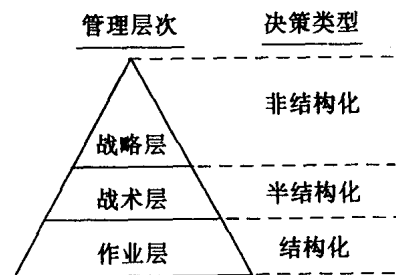 管理层次 决策类型
非结构化
战略层
战术层 半结构化
作业层 结构化